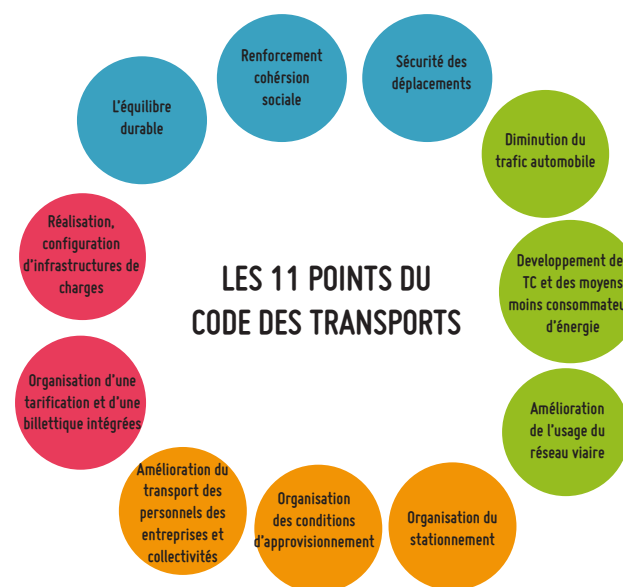 L'équilibre
durable
Renforcement
cohérsion
sociale
Sécurité des
déplacements
Diminution du
trafic automobile
Developpement de
TC et des moyens
moins consommateu
d'énergie
Amélioration
de l'usage du
réseau viaire
Organisation du
stationnement
Organisation
des conditions
d'approvisionnement
Amélioration du
transport des
personnels des
entreprises et
collectivités
Organisation d'une
tarification et d'une
billettique intégrées
Réalisation,
configuration
d'infrastructures de
charges
LES 11 POINTS DU
CODE DES TRANSPORTS